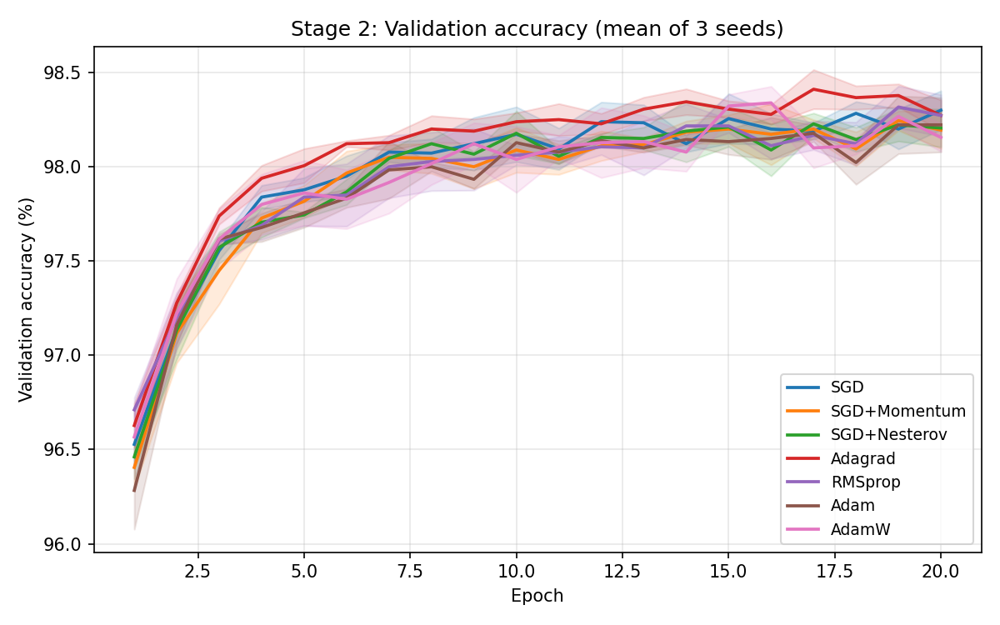 Stage 2: Validation accuracy (mean of 3 seeds)
Validation accuracy (%)
98.5
98.0
97.5
97.0
96.5
96.0
SGD
SGD+Momentum
SGD+Nesterov
Adagrad
RMSprop
Adam
AdamW
2.5 5.0 7.5 10.0 12.5 15.0 17.5 20.0
Epoch